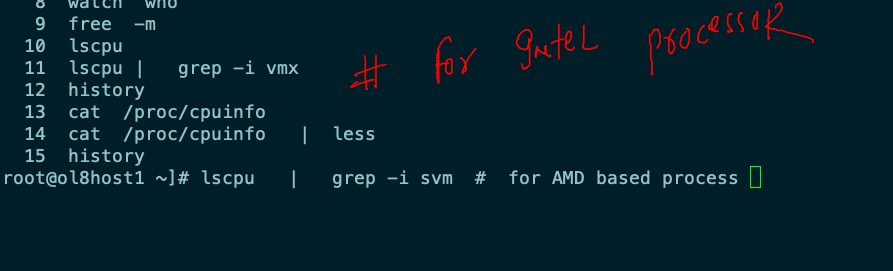 8 watch who
9 free -m
10 lscpu
11 lscpu | grep -i vmx # for Intel processor
12 history
13 cat /proc/cpuinfo
14 cat /proc/cpuinfo | less
15 history
root@ol8host1 ~]# lscpu | grep -i svm # for AMD based process